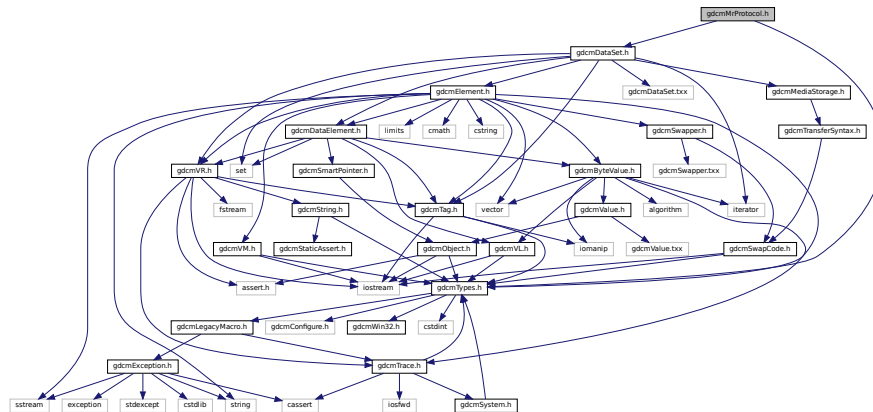 gdcmMrProtocol.h
gdcmDataSet.h
gdcmElement.h
gdcmDataSet.txx
gdcmMediaStorage.h
gdcmDataElement.h
limits
cmath
cstring
gdcmSwapper.h
gdcmTransferSyntax.h
gdcmVR.h
set
gdcmSmartPointer.h
gdcmByteValue.h
gdcmSwapper.txx
fstream
gdcmString.h
gdcmTag.h
vector
gdcmValue.h
algorithm
iterator
gdcmVM.h
gdcmStaticAssert.h
gdcmObject.h
gdcmVL.h
iomanip
gdcmValue.txx
gdcmSwapCode.h
assert.h
iostream
gdcmTypes.h
gdcmLegacyMacro.h
gdcmConfigure.h
gdcmWin32.h
cstdint
gdcmException.h
gdcmTrace.h
sstream
exception
stdexcept
cstdlib
string
cassert
iosfwd
gdcmSystem.h